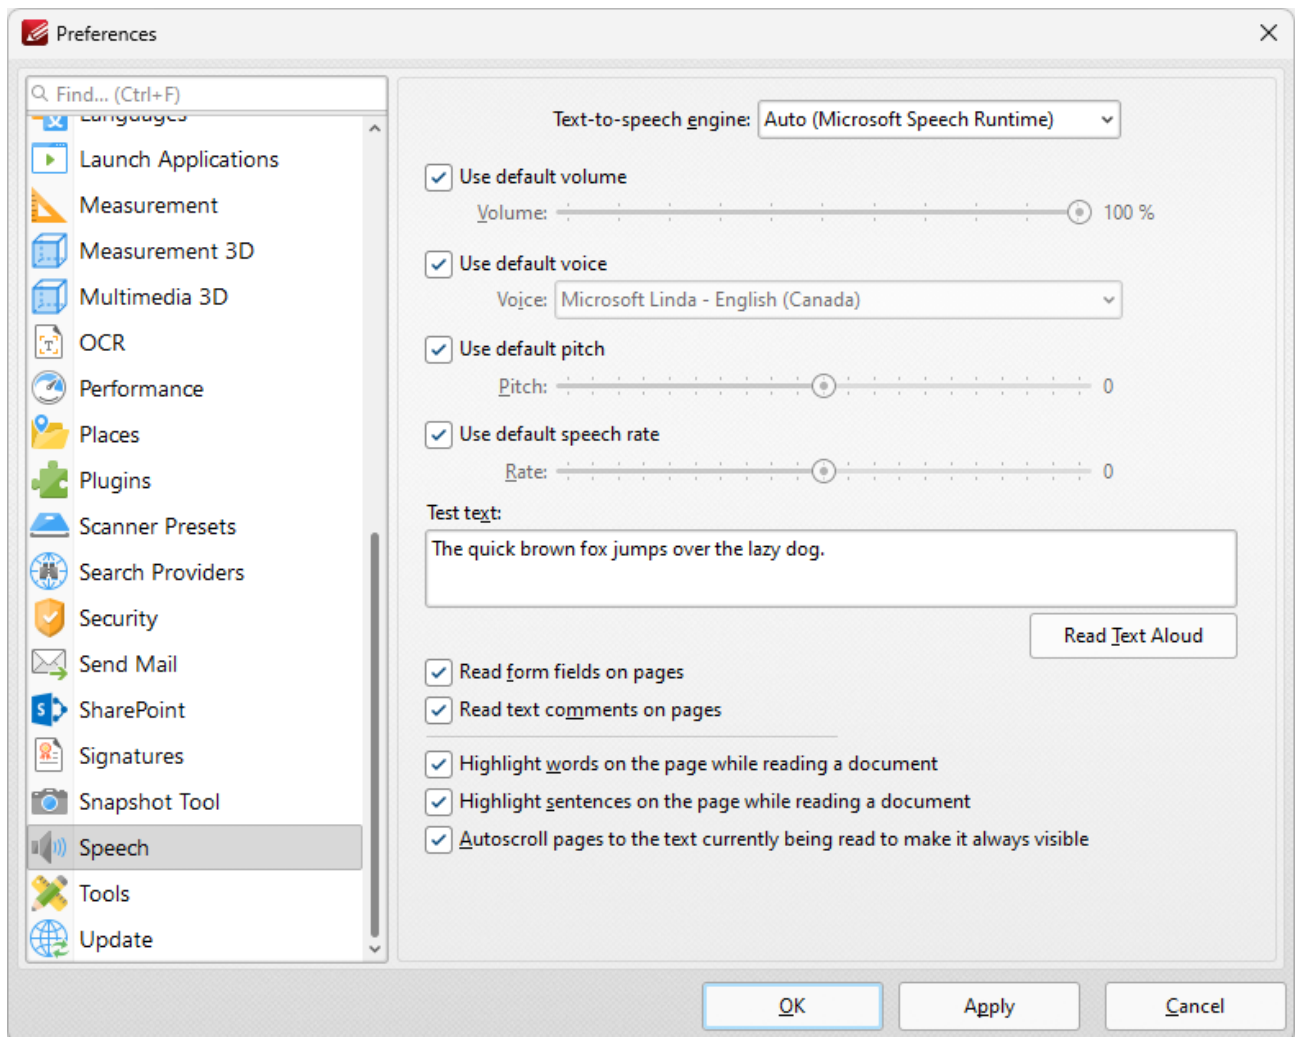 Preferences
Find... (Ctrl+F)
Languages
Launch Applications
Measurement
Measurement 3D
Multimedia 3D
OCR
Performance
Places
Plugins
Scanner Presets
Search Providers
Security
Send Mail
SharePoint
Signatures
Snapshot Tool
Speech
Tools
Update
Text-to-speech engine: Auto (Microsoft Speech Runtime)
Use default volume
Volume: 100 %
Use default voice
Voice: Microsoft Linda - English (Canada)
Use default pitch
Pitch: 0
Use default speech rate
Rate: 0
Test text:
The quick brown fox jumps over the lazy dog.
Read Text Aloud
Read form fields on pages
Read text comments on pages
Highlight words on the page while reading a document
Highlight sentences on the page while reading a document
Autoscroll pages to the text currently being read to make it always visible
OK Apply Cancel